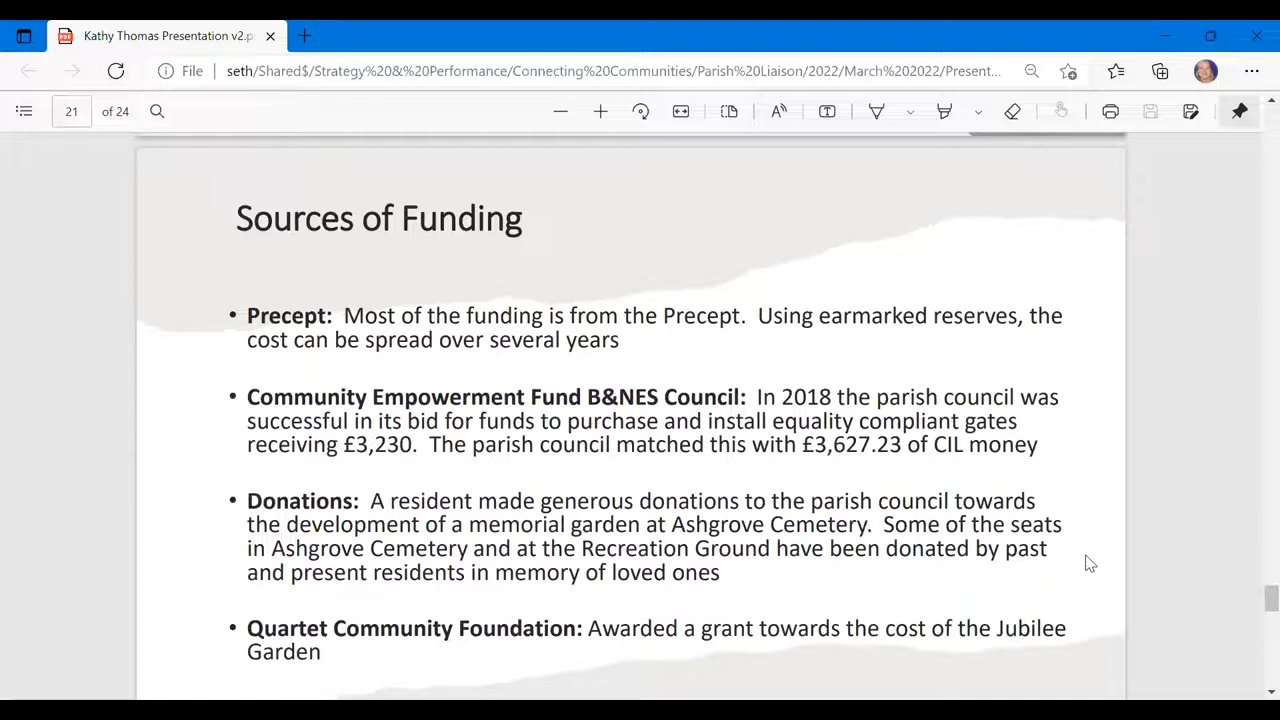 Kathy Thomas Presentation v2.p
File
seth/Shared$/Strategy%20&%20Performance/Connecting%20Communities/Parish%20Liaison/2022/March%202022/Present...
21 of 24
Sources of Funding
• Precept: Most of the funding is from the Precept. Using earmarked reserves, the
cost can be spread over several years
• Community Empowerment Fund B&NES Council: In 2018 the parish council was
successful in its bid for funds to purchase and install equality compliant gates
receiving £3,230. The parish council matched this with £3,627.23 of CIL money
• Donations: A resident made generous donations to the parish council towards
the development of a memorial garden at Ashgrove Cemetery. Some of the seats
in Ashgrove Cemetery and at the Recreation Ground have been donated by past
and present residents in memory of loved ones
• Quartet Community Foundation: Awarded a grant towards the cost of the Jubilee
Garden